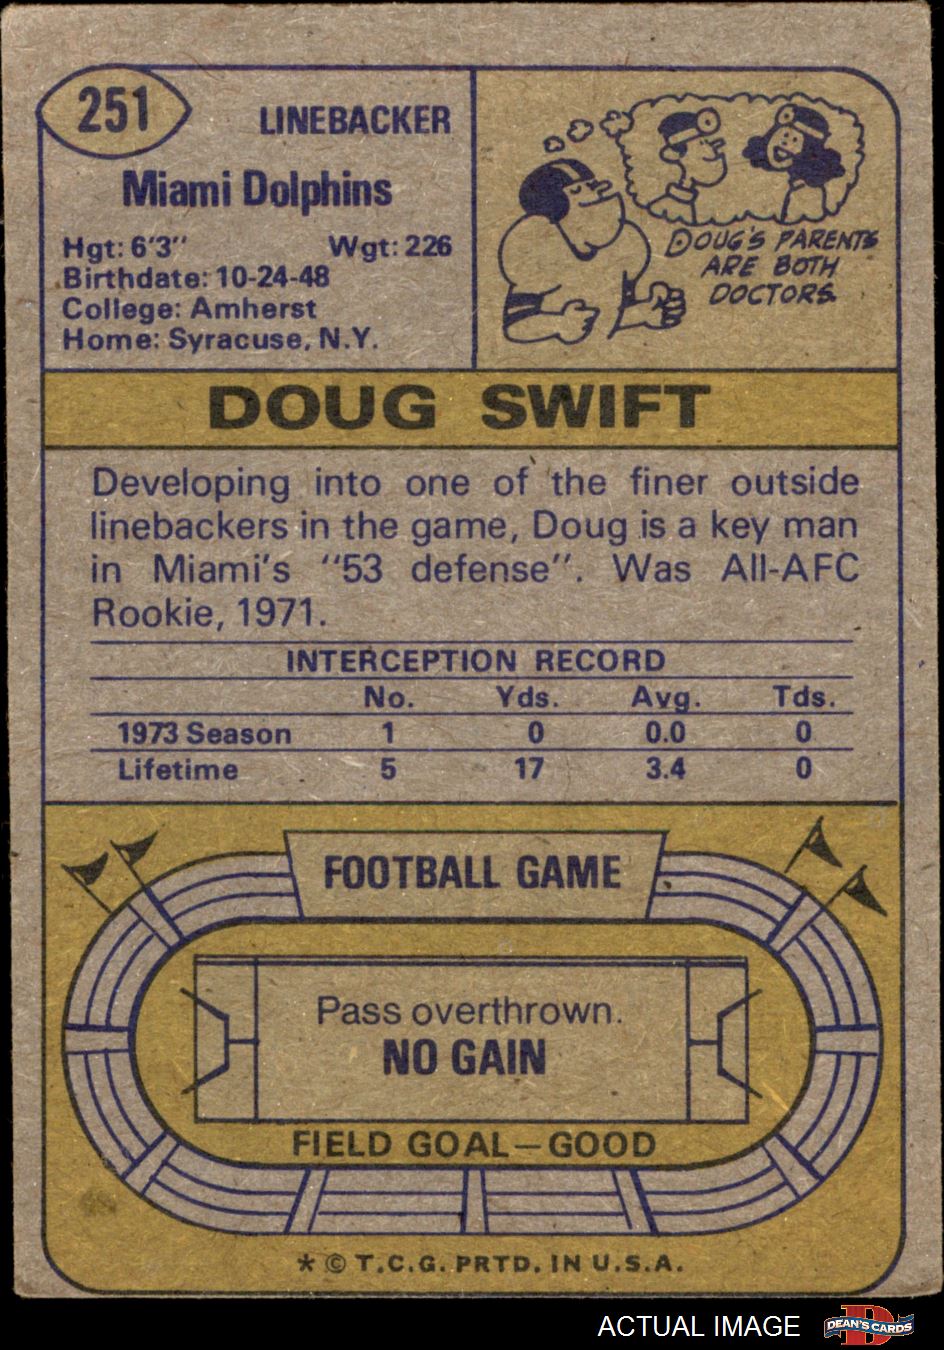 251
LINEBACKER
Miami Dolphins
Hgt: 6'3" Wgt: 226
Birthdate: 10-24-48
College: Amherst
Home: Syracuse, N.Y.
DOUG'S PARENTS
ARE BOTH
DOCTORS.
DOUG SWIFT
Developing into one of the finer outside
linebackers in the game, Doug is a key man
in Miami's "53 defense". Was All-AFC
Rookie, 1971.
INTERCEPTION RECORD
No. Yds. Avg. Tds.
1973 Season 1 0 0.0 0
Lifetime 5 17 3.4 0
FOOTBALL GAME
Pass overthrown.
NO GAIN
FIELD GOAL—GOOD
* © T.C.G. PRTD. IN U.S.A.
ACTUAL IMAGE
DEAN'S CARDS